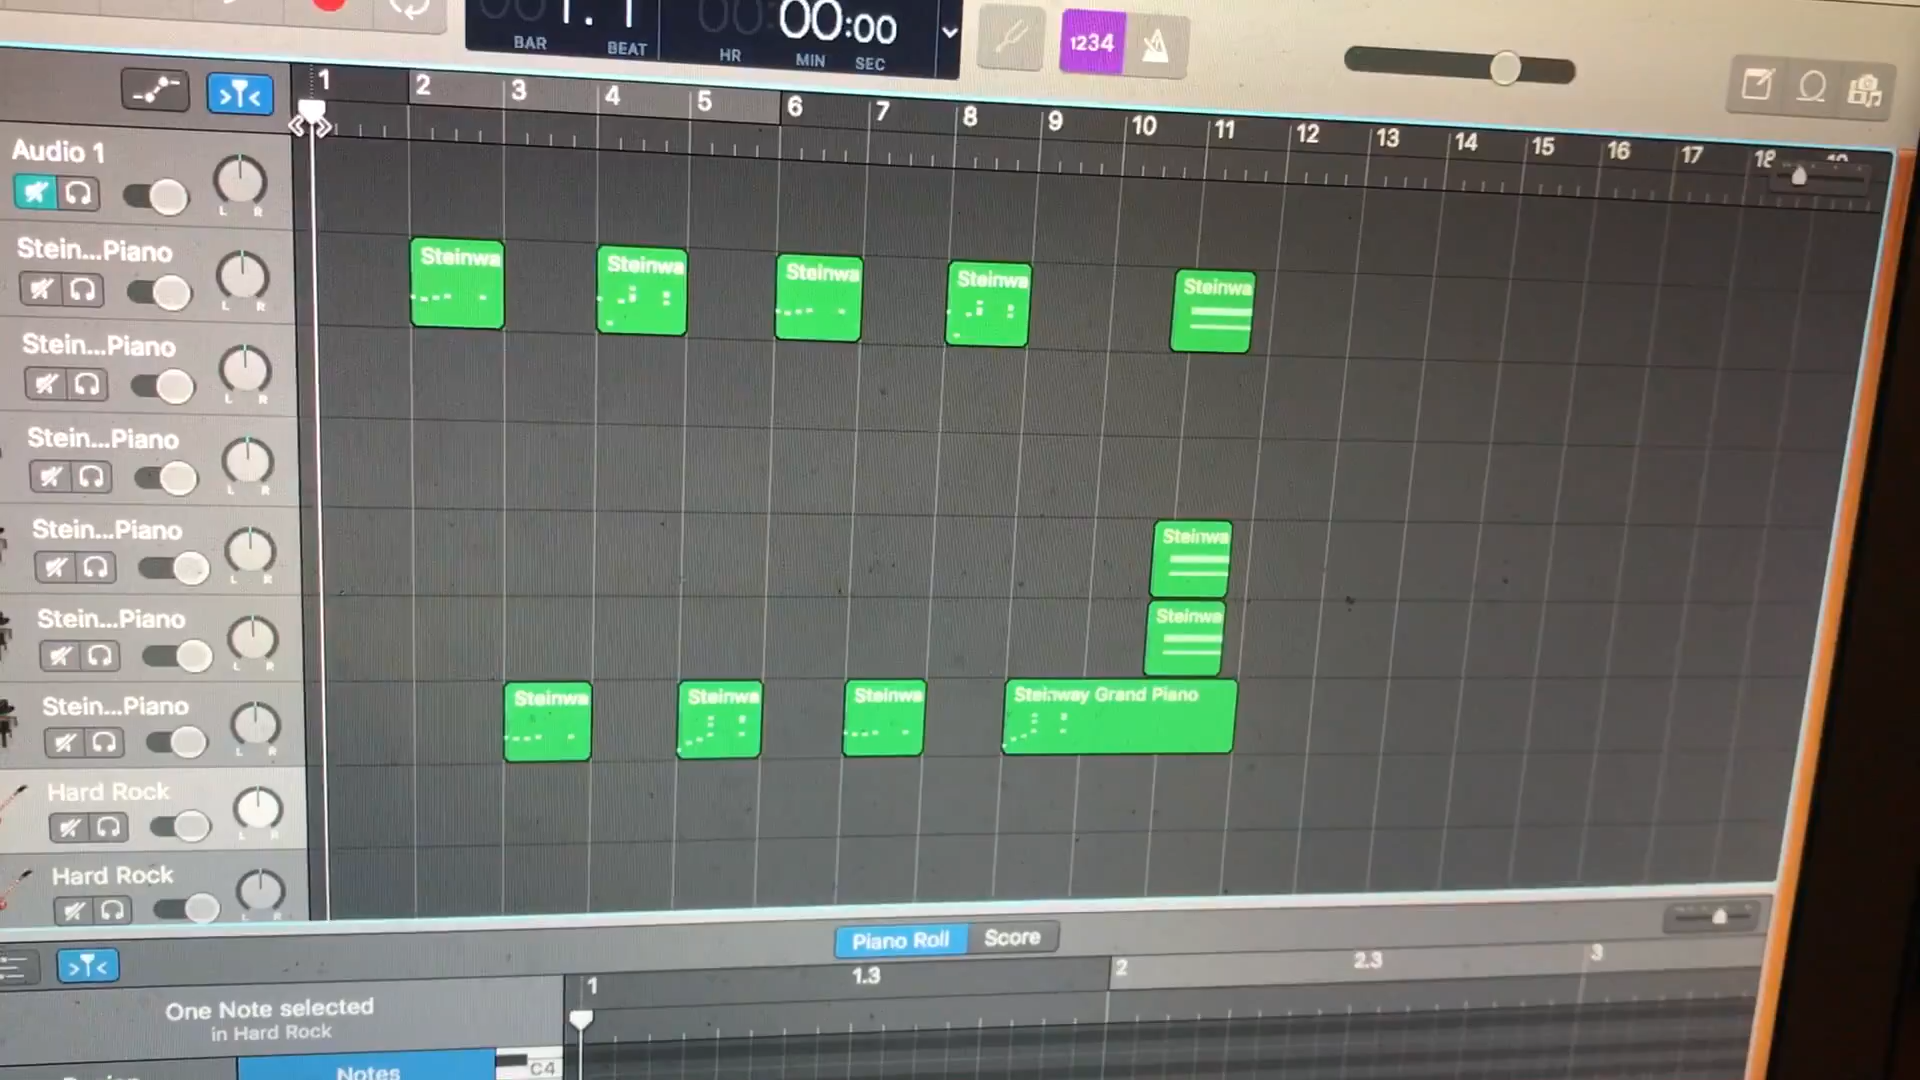 1. 1
00:00
BAR
BEAT
HR
MIN
SEC
1234
1 2 3 4 5 6 7 8 9 10 11 12 13 14 15 16 17
Audio 1
L R
Stein...Piano
L R
Steinwa
Steinwa
Steinwa
Steinwa
Steinwa
Stein...Piano
L R
Stein...Piano
L R
Stein...Piano
L R
Steinwa
Stein...Piano
L R
Steinwa
Stein...Piano
L R
Steinwa
Steinwa
Steinwa
Steinway Grand Piano
Hard Rock
L R
Hard Rock
L R
Piano Roll
Score
1 1.3 2 2.3 3
One Note selected
in Hard Rock
Notes
C4